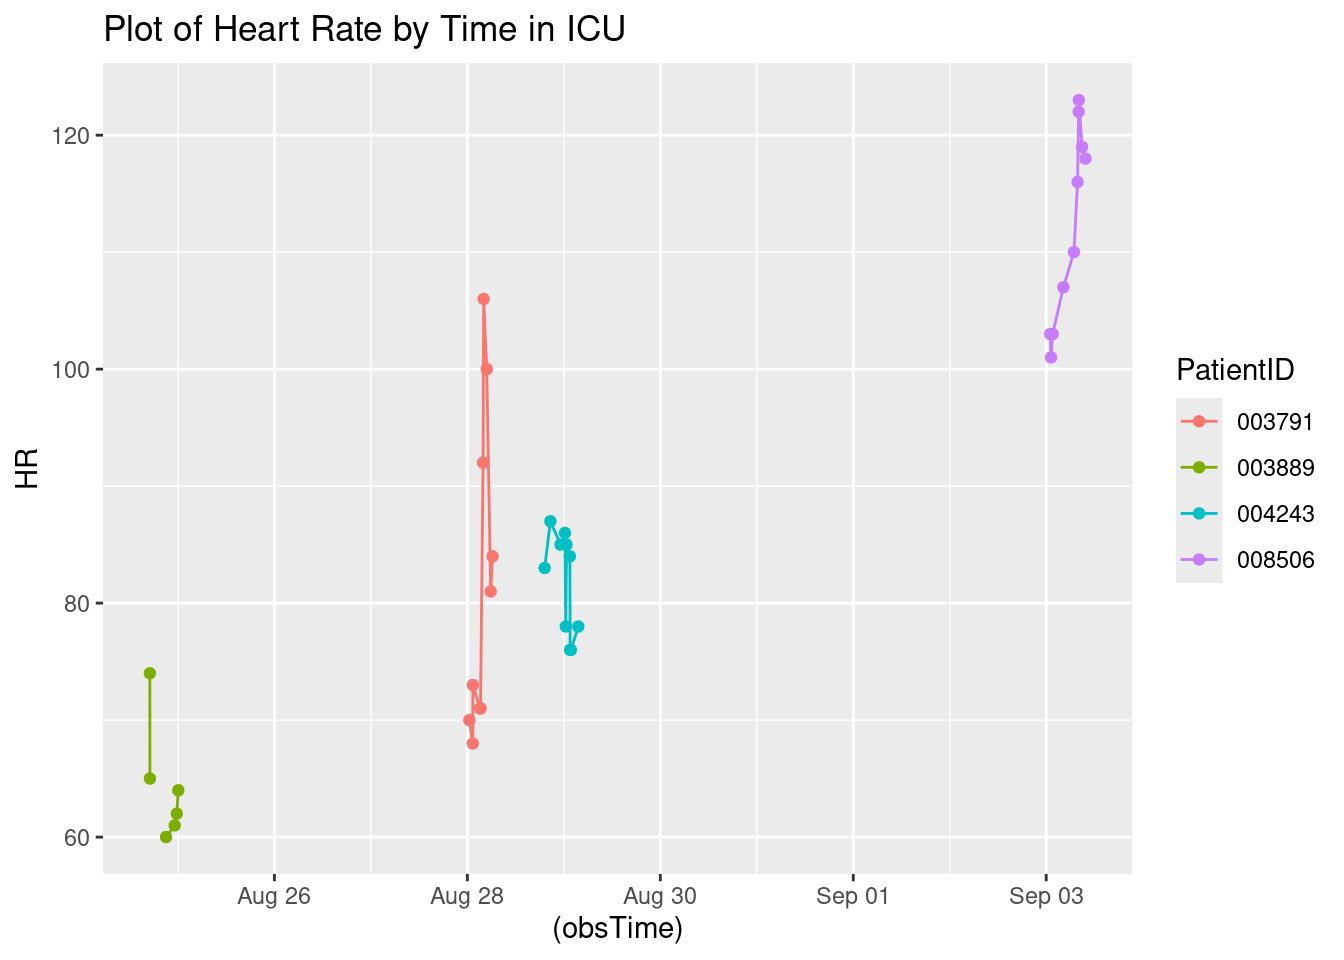 Plot of Heart Rate by Time in ICU
120
100
80
60
HR
Aug 26 Aug 28 Aug 30 Sep 01 Sep 03
(obsTime)
PatientID
003791
003889
004243
008506